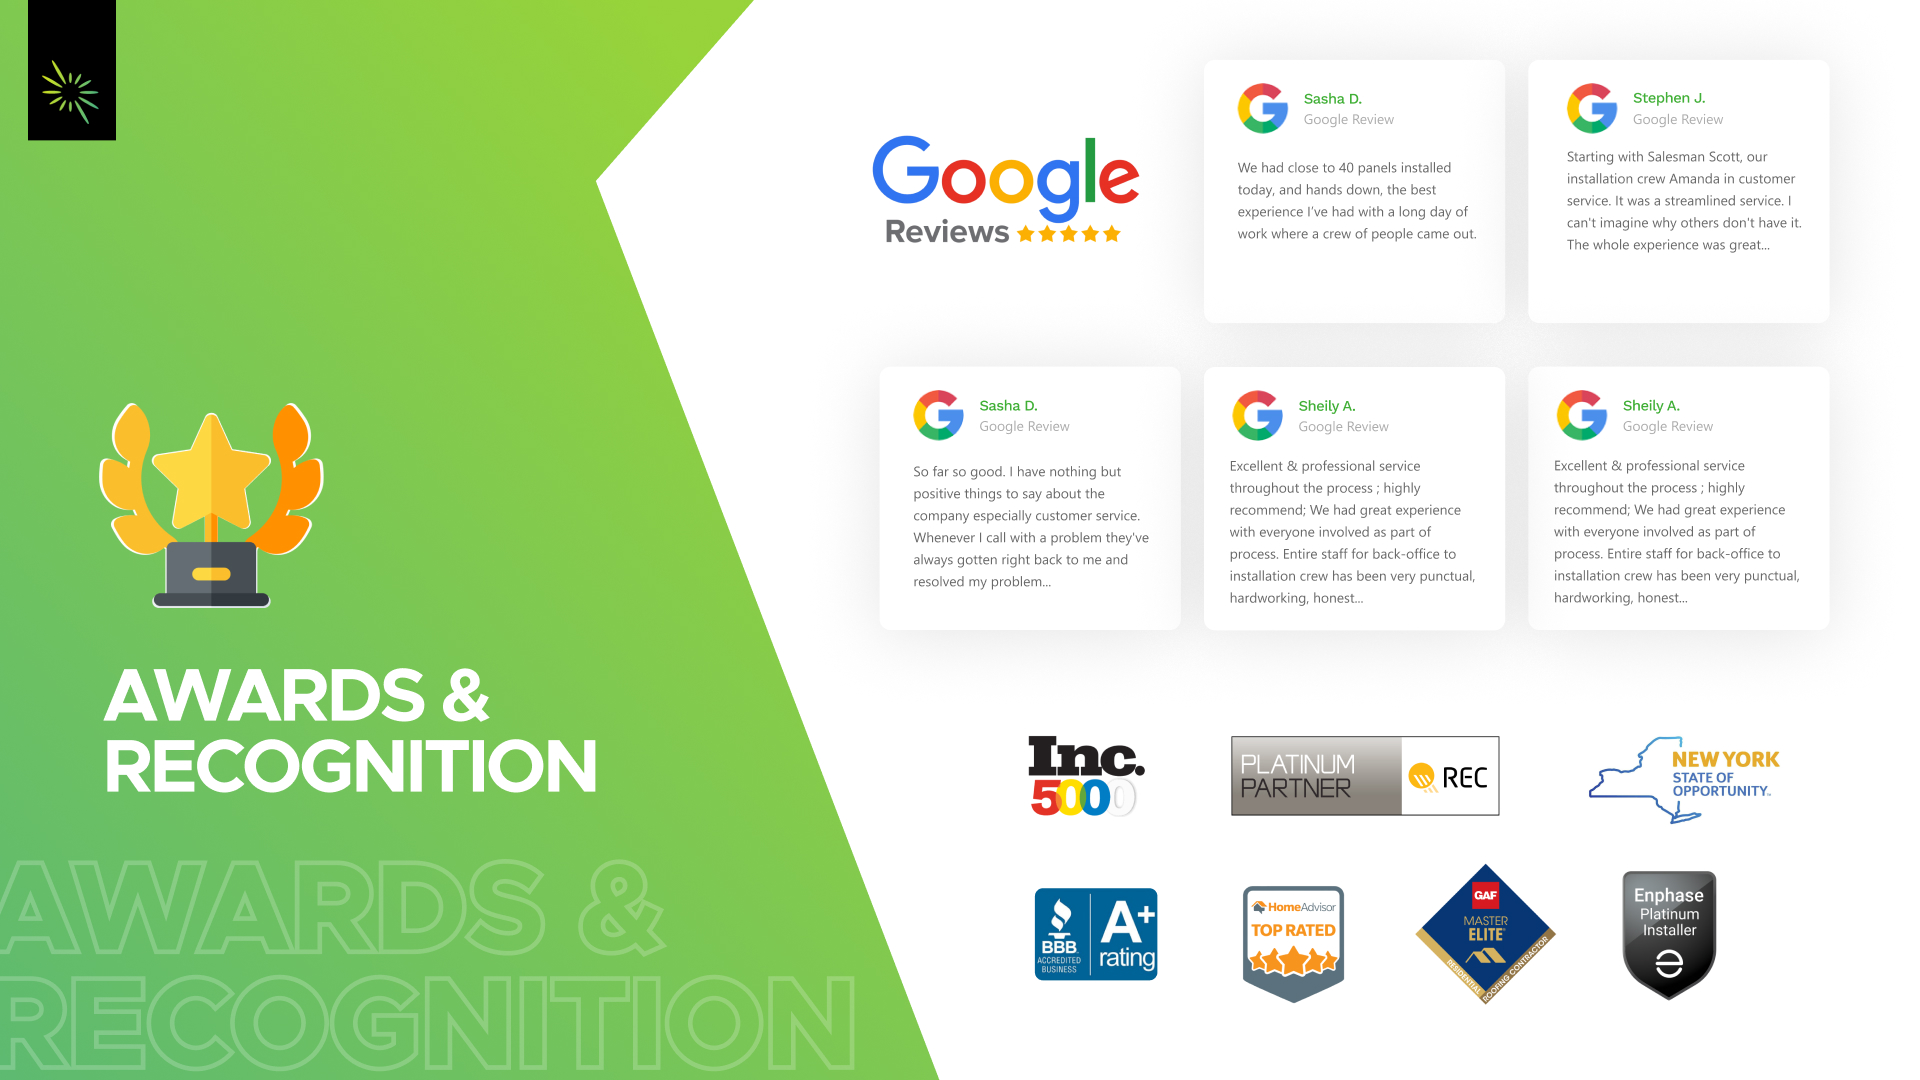 AWARDS &
RECOGNITION
AWARDS &
RECOGNITION
Google
Reviews
Sasha D.
Google Review
We had close to 40 panels installed
today, and hands down, the best
experience I've had with a long day of
work where a crew of people came out.
Stephen J.
Google Review
Starting with Salesman Scott, our
installation crew Amanda in customer
service. It was a streamlined service. I
can't imagine why others don't have it.
The whole experience was great...
Sasha D.
Google Review
So far so good. I have nothing but
positive things to say about the
company especially customer service.
Whenever I call with a problem they've
always gotten right back to me and
resolved my problem...
Sheily A.
Google Review
Excellent & professional service
throughout the process ; highly
recommend; We had great experience
with everyone involved as part of
process. Entire staff for back-office to
installation crew has been very punctual,
hardworking, honest...
Sheily A.
Google Review
Excellent & professional service
throughout the process ; highly
recommend; We had great experience
with everyone involved as part of
process. Entire staff for back-office to
installation crew has been very punctual,
hardworking, honest...
Inc.
5000
PLATINUM
PARTNER
REC
NEW YORK
STATE OF
OPPORTUNITY™
BBB
ACCREDITED
BUSINESS
A+
rating
HomeAdvisor
TOP RATED
GAF
MASTER
ELITE
RESIDENTIAL
ROOFING CONTRACTOR
Enphase
Platinum
Installer